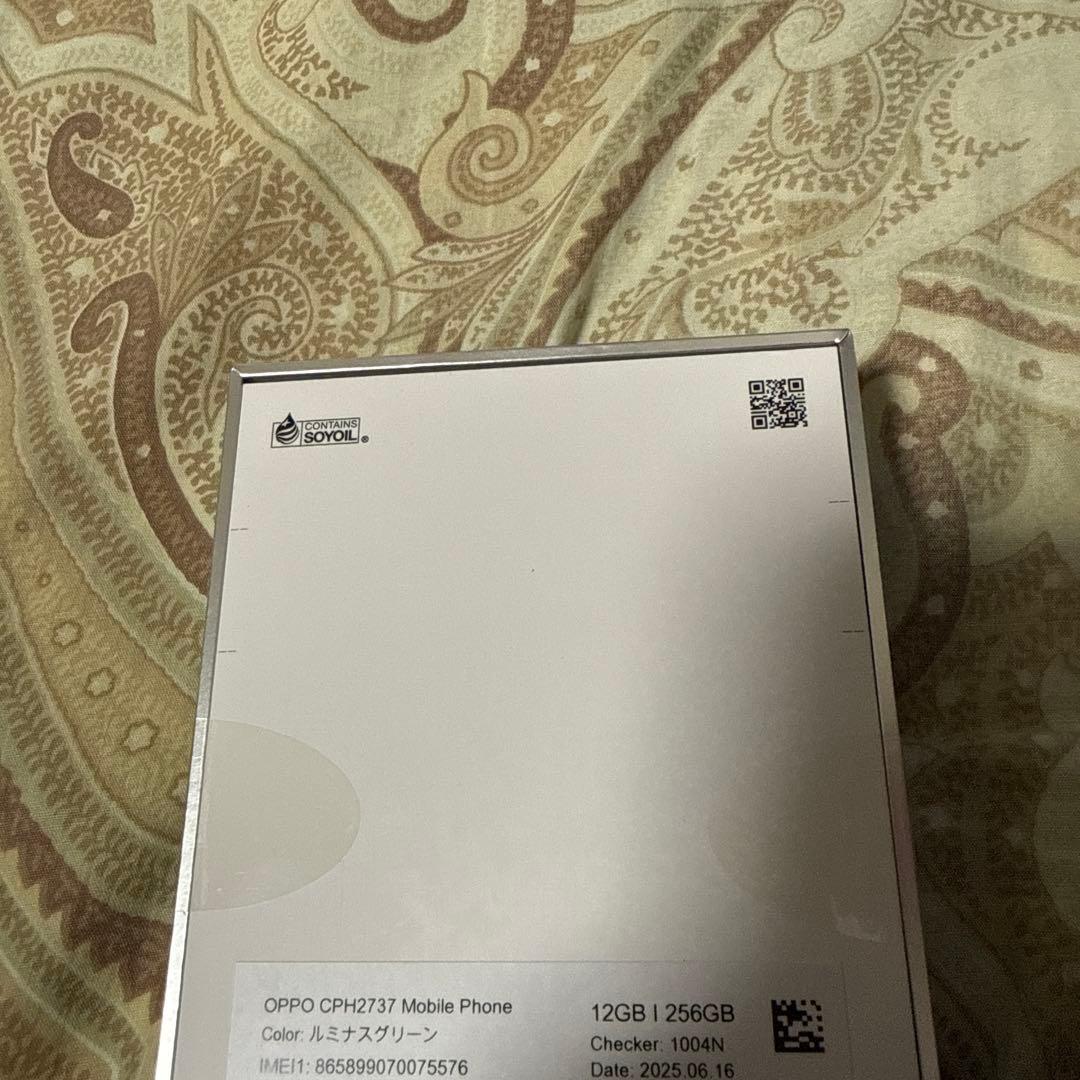 CONTAINS
SOYOIL®
OPPO CPH2737 Mobile Phone
Color: ルミナスグリーン
IMEI1: 865899070075576
12GB | 256GB
Checker: 1004N
Date: 2025.06.16